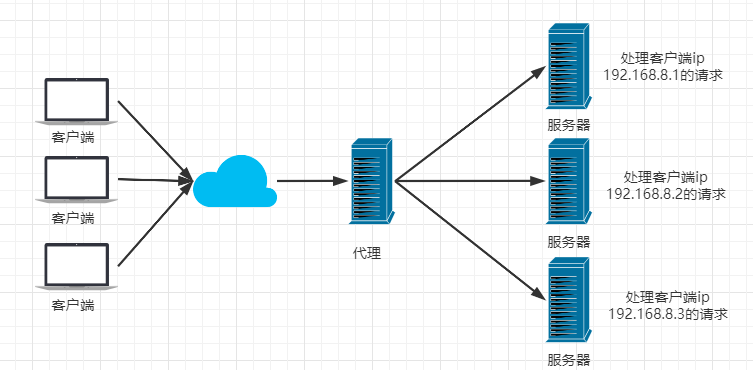 客户端
客户端
客户端
代理
服务器
处理客户端ip
192.168.8.1的请求
服务器
处理客户端ip
192.168.8.2的请求
服务器
处理客户端ip
192.168.8.3的请求